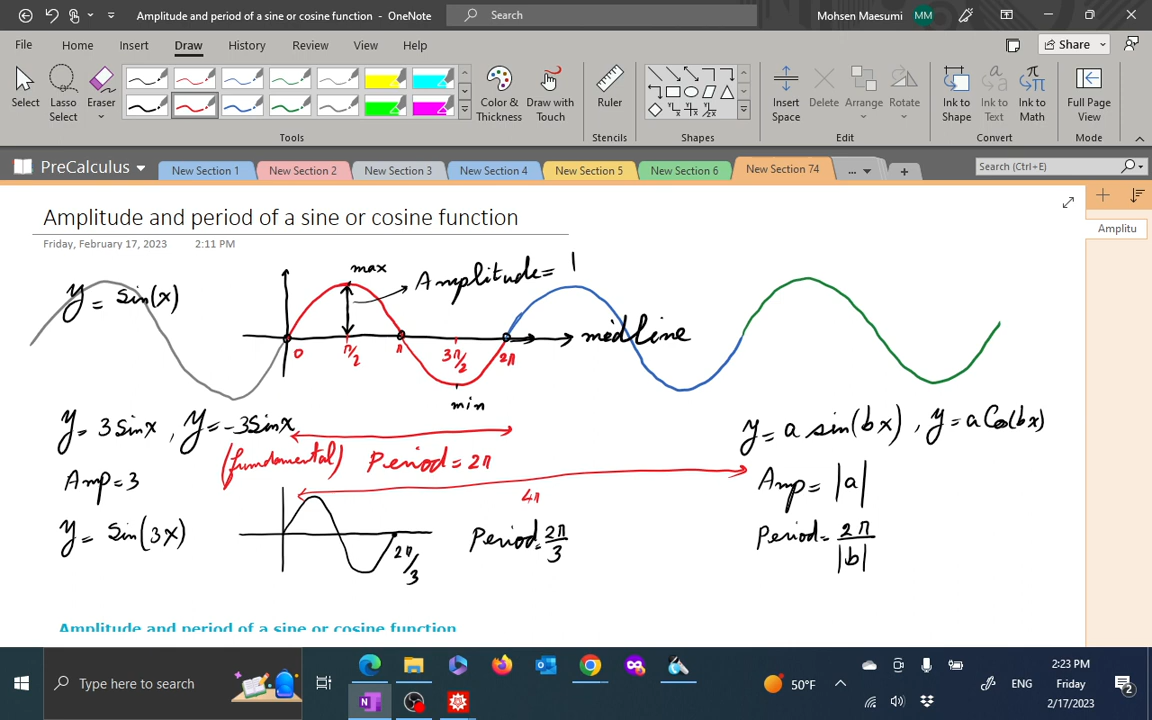 Amplitude and period of a sine or cosine function - OneNote
Search
Mohsen Maesumi MM
File Home Insert Draw History Review View Help
Share
Select Lasso Select Eraser
Color & Thickness Draw with Touch
Ruler
Insert Space Delete Arrange Rotate
Ink to Shape Ink to Text Ink to Math
Full Page View
Tools Stencils Shapes Edit Convert Mode
PreCalculus New Section 1 New Section 2 New Section 3 New Section 4 New Section 5 New Section 6 New Section 74 ... +
Search (Ctrl+E)
Amplitu
Amplitude and period of a sine or cosine function
Friday, February 17, 2023 2:11 PM
y = sin(x)
max
Amplitude = 1
midline
0 π/2 π 3π/2 2π
min
y = 3 sinx , y = -3 sinx
y = a sin(bx) , y = a Cos(bx)
(fundamental) Period = 2π
Amp = 3
4π
Amp = |a|
y = sin(3x)
2π/3
Period = 2π/3
Period = 2π/|b|
Amplitude and period of a sine or cosine function
Type here to search
50°F
ENG
2:23 PM
Friday
2/17/2023
2